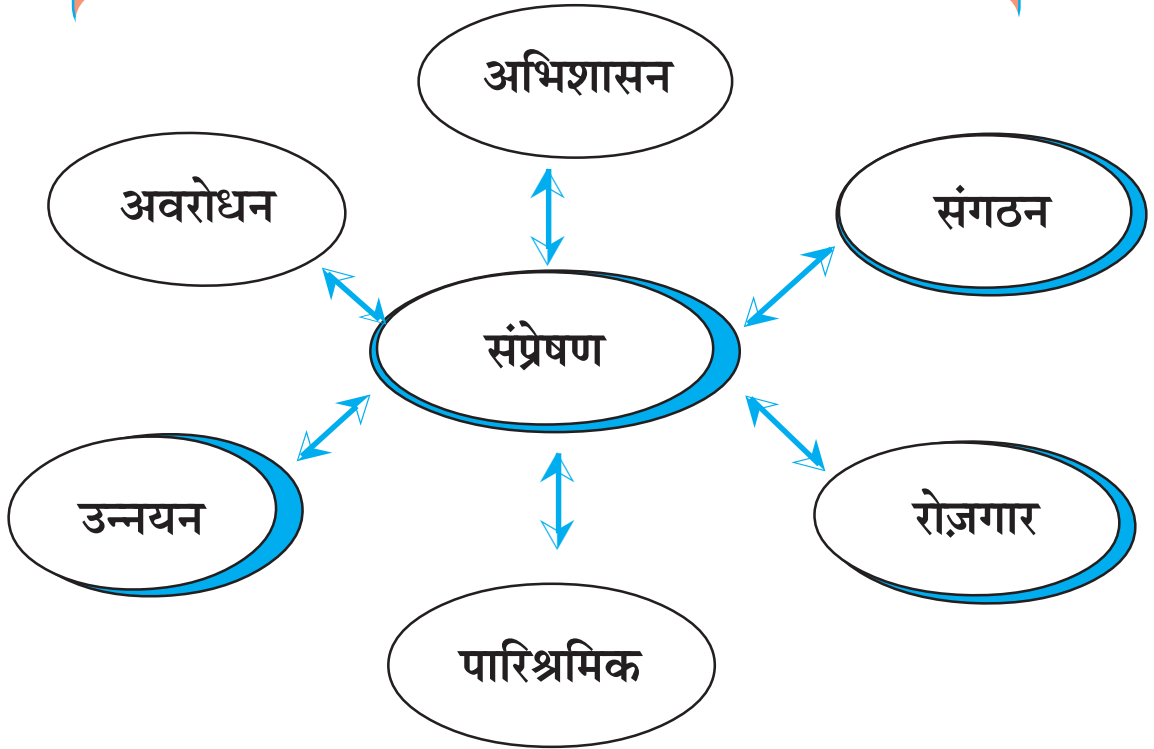 अभिशासन
अवरोधन
संगठन
संप्रेषण
उन्नयन
रोज़गार
पारिश्रमिक